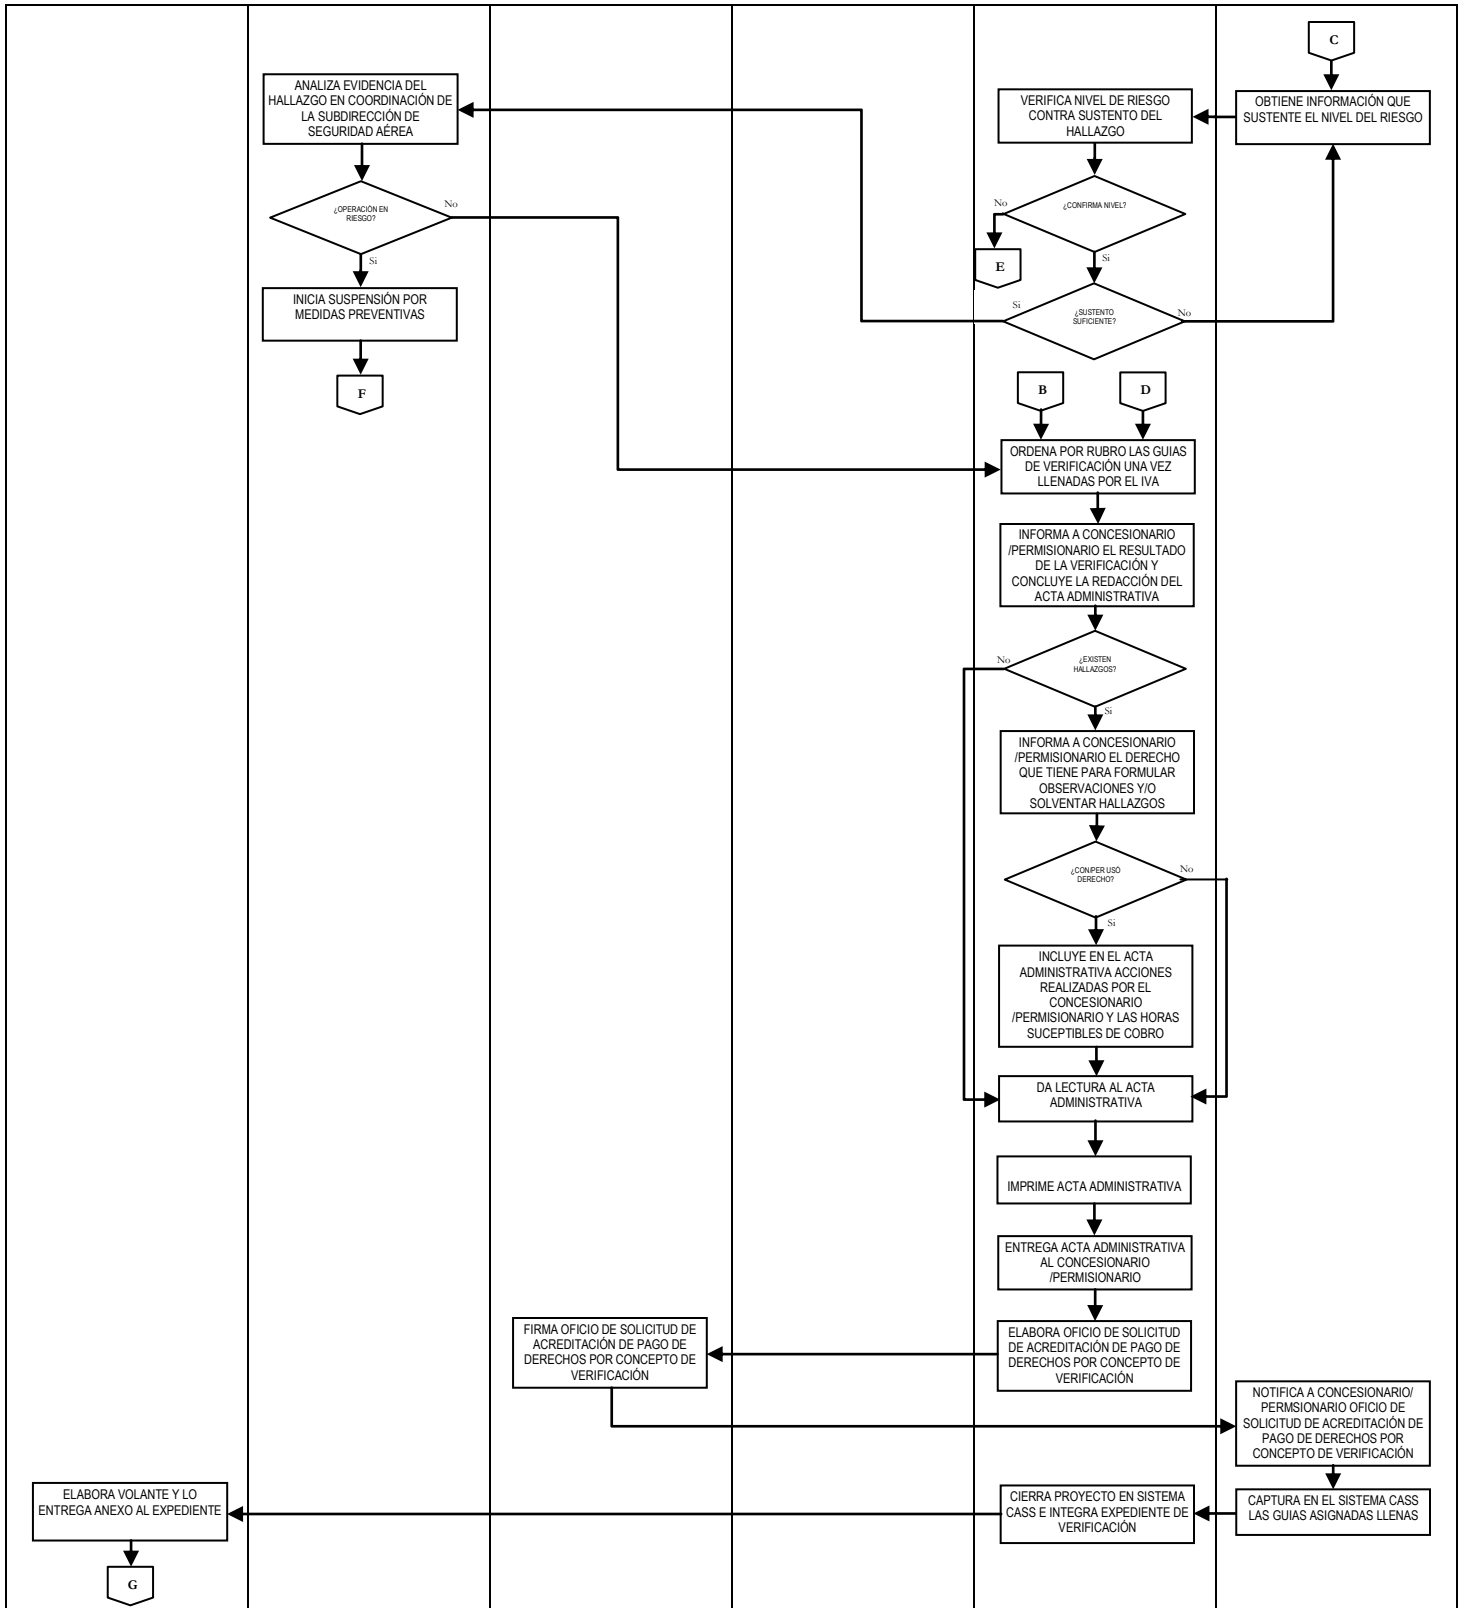 C
ANALIZA EVIDENCIA DEL
HALLAZGO EN COORDINACIÓN DE
LA SUBDIRECCIÓN DE
SEGURIDAD AÉREA
VERIFICA NIVEL DE RIESGO
CONTRA SUSTENTO DEL
HALLAZGO
OBTIENE INFORMACIÓN QUE
SUSTENTE EL NIVEL DEL RIESGO
¿OPERACIÓN EN
RIESGO?
No
Si
¿CONFIRMA NIVEL?
No
Si
E
INICIA SUSPENSIÓN POR
MEDIDAS PREVENTIVAS
¿SUSTENTO
SUFICIENTE?
Si
No
F
B
D
ORDENA POR RUBRO LAS GUIAS
DE VERIFICACIÓN UNA VEZ
LLENADAS POR EL IVA
INFORMA A CONCESIONARIO
/PERMISIONARIO EL RESULTADO
DE LA VERIFICACIÓN Y
CONCLUYE LA REDACCIÓN DEL
ACTA ADMINISTRATIVA
¿EXISTEN
HALLAZGOS?
No
Si
INFORMA A CONCESIONARIO
/PERMISIONARIO EL DERECHO
QUE TIENE PARA FORMULAR
OBSERVACIONES Y/O
SOLVENTAR HALLAZGOS
¿CON/PER USÓ
DERECHO?
No
Si
INCLUYE EN EL ACTA
ADMINISTRATIVA ACCIONES
REALIZADAS POR EL
CONCESIONARIO
/PERMISIONARIO Y LAS HORAS
SUCEPTIBLES DE COBRO
DA LECTURA AL ACTA
ADMINISTRATIVA
IMPRIME ACTA ADMINISTRATIVA
ENTREGA ACTA ADMINISTRATIVA
AL CONCESIONARIO
/PERMISIONARIO
FIRMA OFICIO DE SOLICITUD DE
ACREDITACIÓN DE PAGO DE
DERECHOS POR CONCEPTO DE
VERIFICACIÓN
ELABORA OFICIO DE SOLICITUD
DE ACREDITACIÓN DE PAGO DE
DERECHOS POR CONCEPTO DE
VERIFICACIÓN
NOTIFICA A CONCESIONARIO/
PERMSIONARIO OFICIO DE
SOLICITUD DE ACREDITACIÓN DE
PAGO DE DERECHOS POR
CONCEPTO DE VERIFICACIÓN
ELABORA VOLANTE Y LO
ENTREGA ANEXO AL EXPEDIENTE
CIERRA PROYECTO EN SISTEMA
CASS E INTEGRA EXPEDIENTE DE
VERIFICACIÓN
CAPTURA EN EL SISTEMA CASS
LAS GUIAS ASIGNADAS LLENAS
G